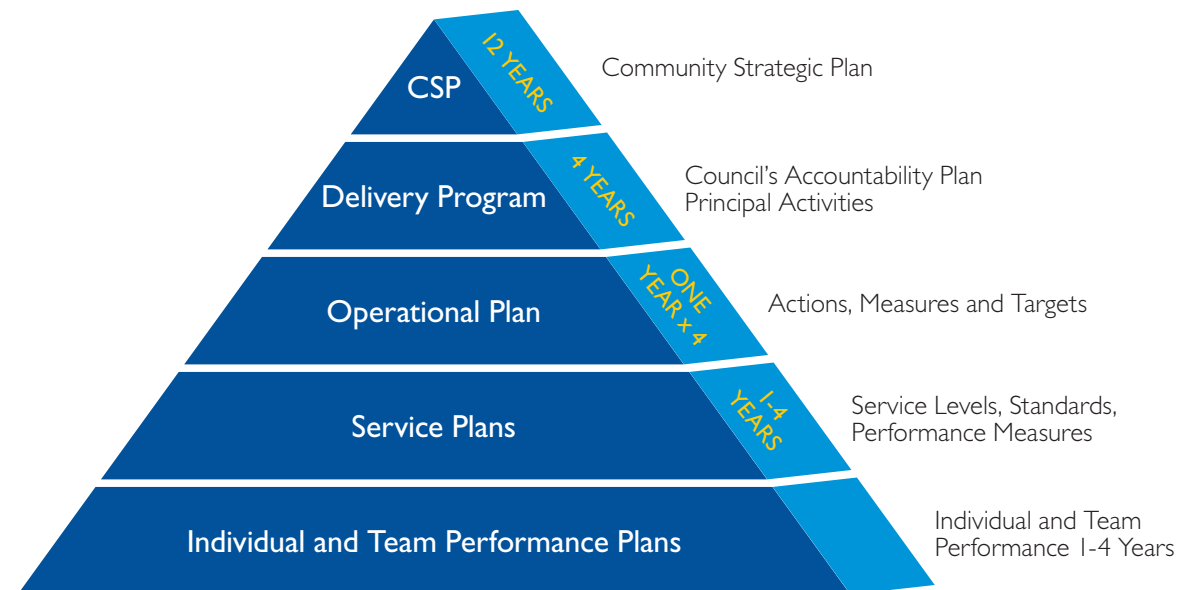 CSP
12 YEARS
Community Strategic Plan
Delivery Program
4 YEARS
Council’s Accountability Plan
Principal Activities
Operational Plan
ONE
YEAR x 4
Actions, Measures and Targets
Service Plans
1-4
YEARS
Service Levels, Standards,
Performance Measures
Individual and Team Performance Plans
Individual and Team
Performance 1-4 Years